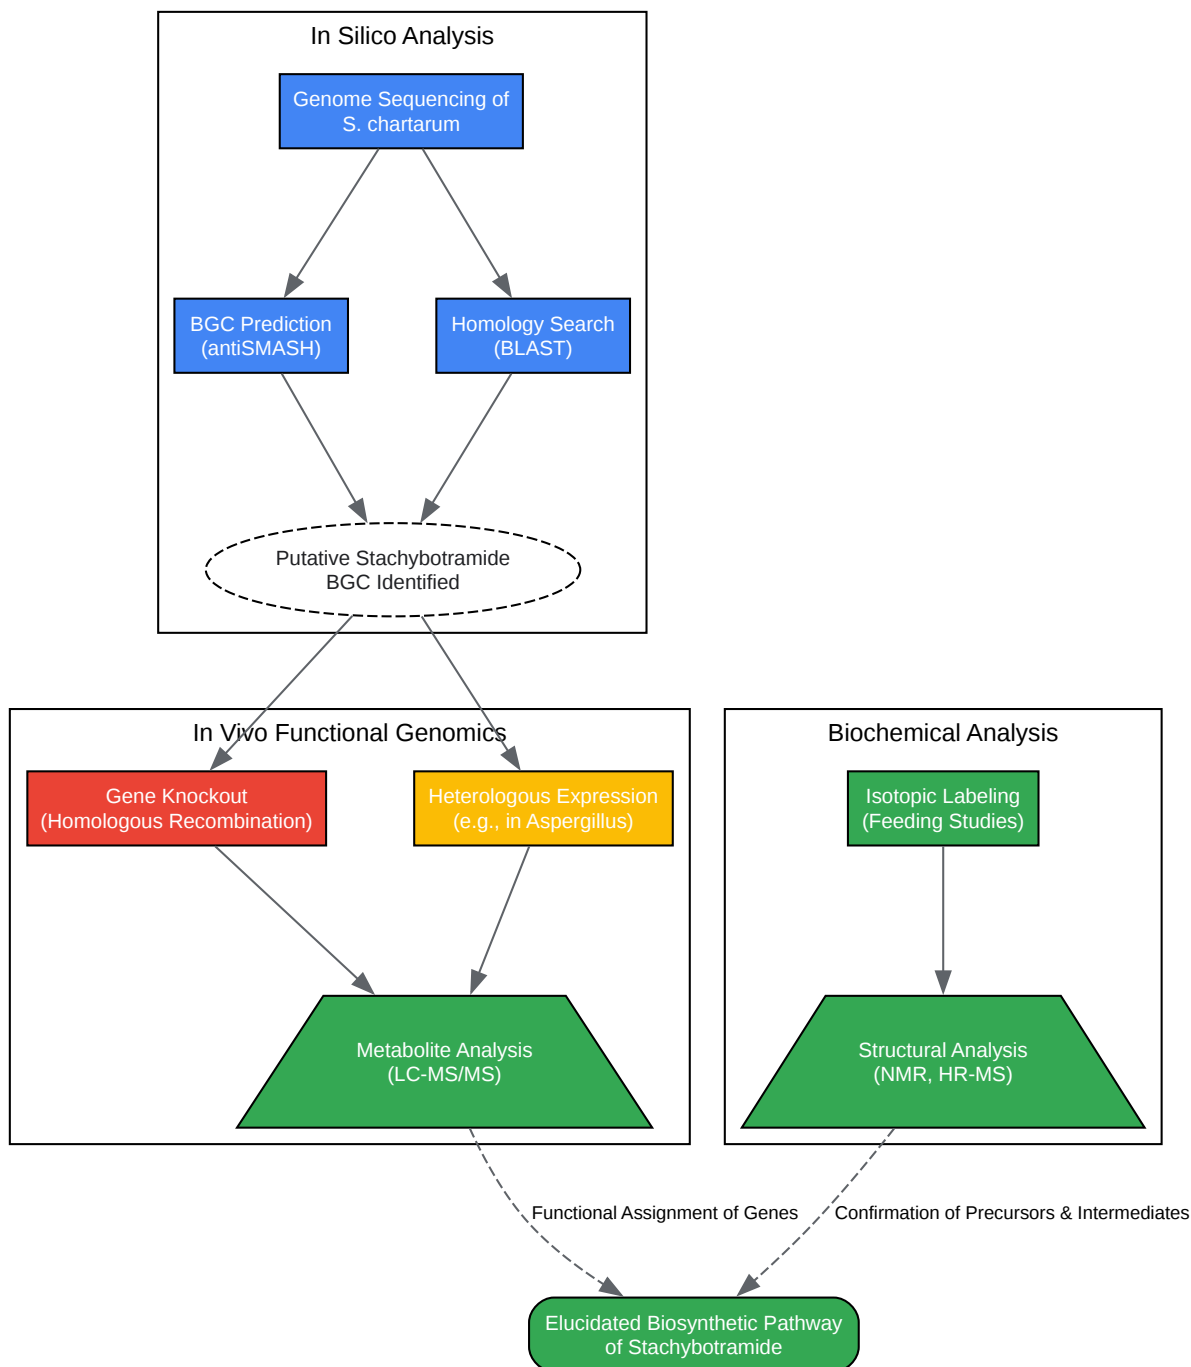 In Silico Analysis
Genome Sequencing of
S. chartarum
BGC Prediction
(antiSMASH)
Homology Search
(BLAST)
Putative Stachybotramide
BGC Identified
In Vivo Functional Genomics
Gene Knockout
(Homologous Recombination)
Heterologous Expression
(e.g., in Aspergillus)
Metabolite Analysis
(LC-MS/MS)
Biochemical Analysis
Isotopic Labeling
(Feeding Studies)
Structural Analysis
(NMR, HR-MS)
Functional Assignment of Genes
Confirmation of Precursors & Intermediates
Elucidated Biosynthetic Pathway
of Stachybotramide